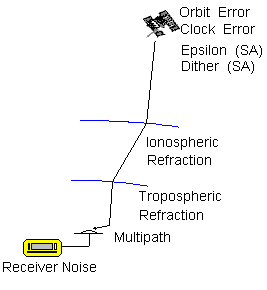 Orbit Error
Clock Error
Epsilon (SA)
Dither (SA)
Ionospheric
Refraction
Tropospheric
Refraction
Multipath
Receiver Noise